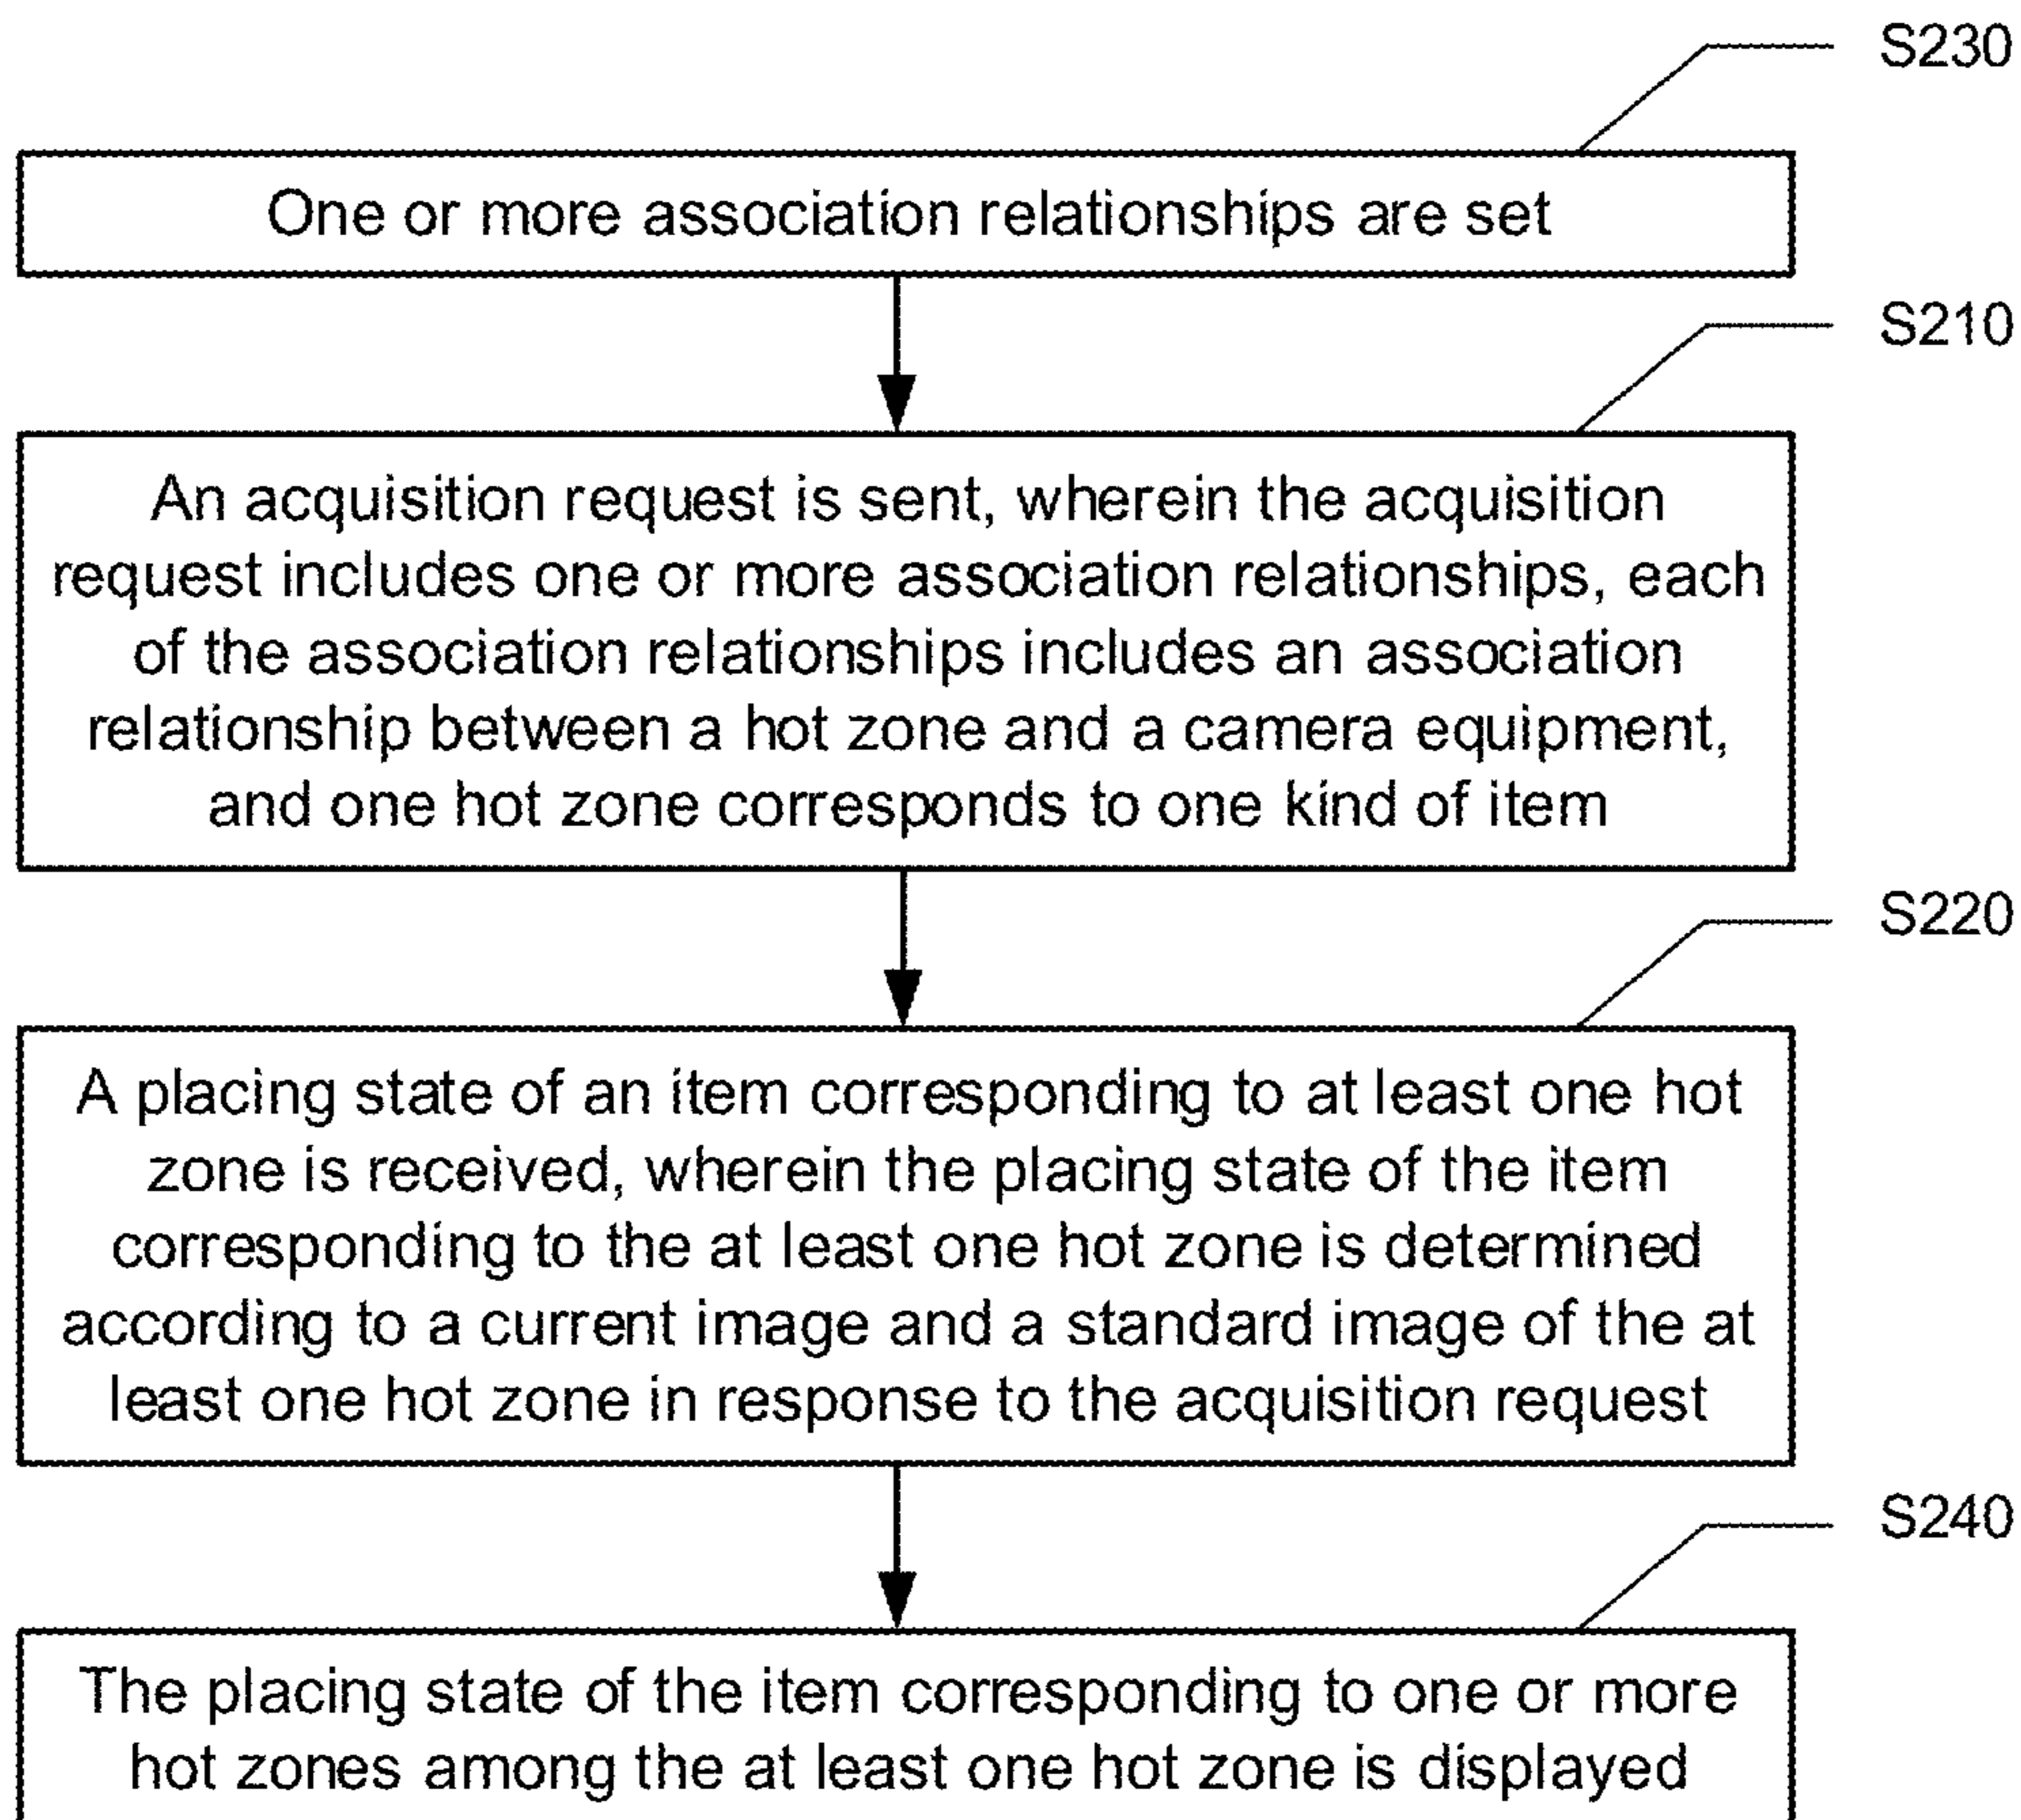 S230
One or more association relationships are set
S210
An acquisition request is sent, wherein the acquisition
request includes one or more association relationships, each
of the association relationships includes an association
relationship between a hot zone and a camera equipment,
and one hot zone corresponds to one kind of item
S220
A placing state of an item corresponding to at least one hot
zone is received, wherein the placing state of the item
corresponding to the at least one hot zone is determined
according to a current image and a standard image of the at
least one hot zone in response to the acquisition request
S240
The placing state of the item corresponding to one or more
hot zones among the at least one hot zone is displayed